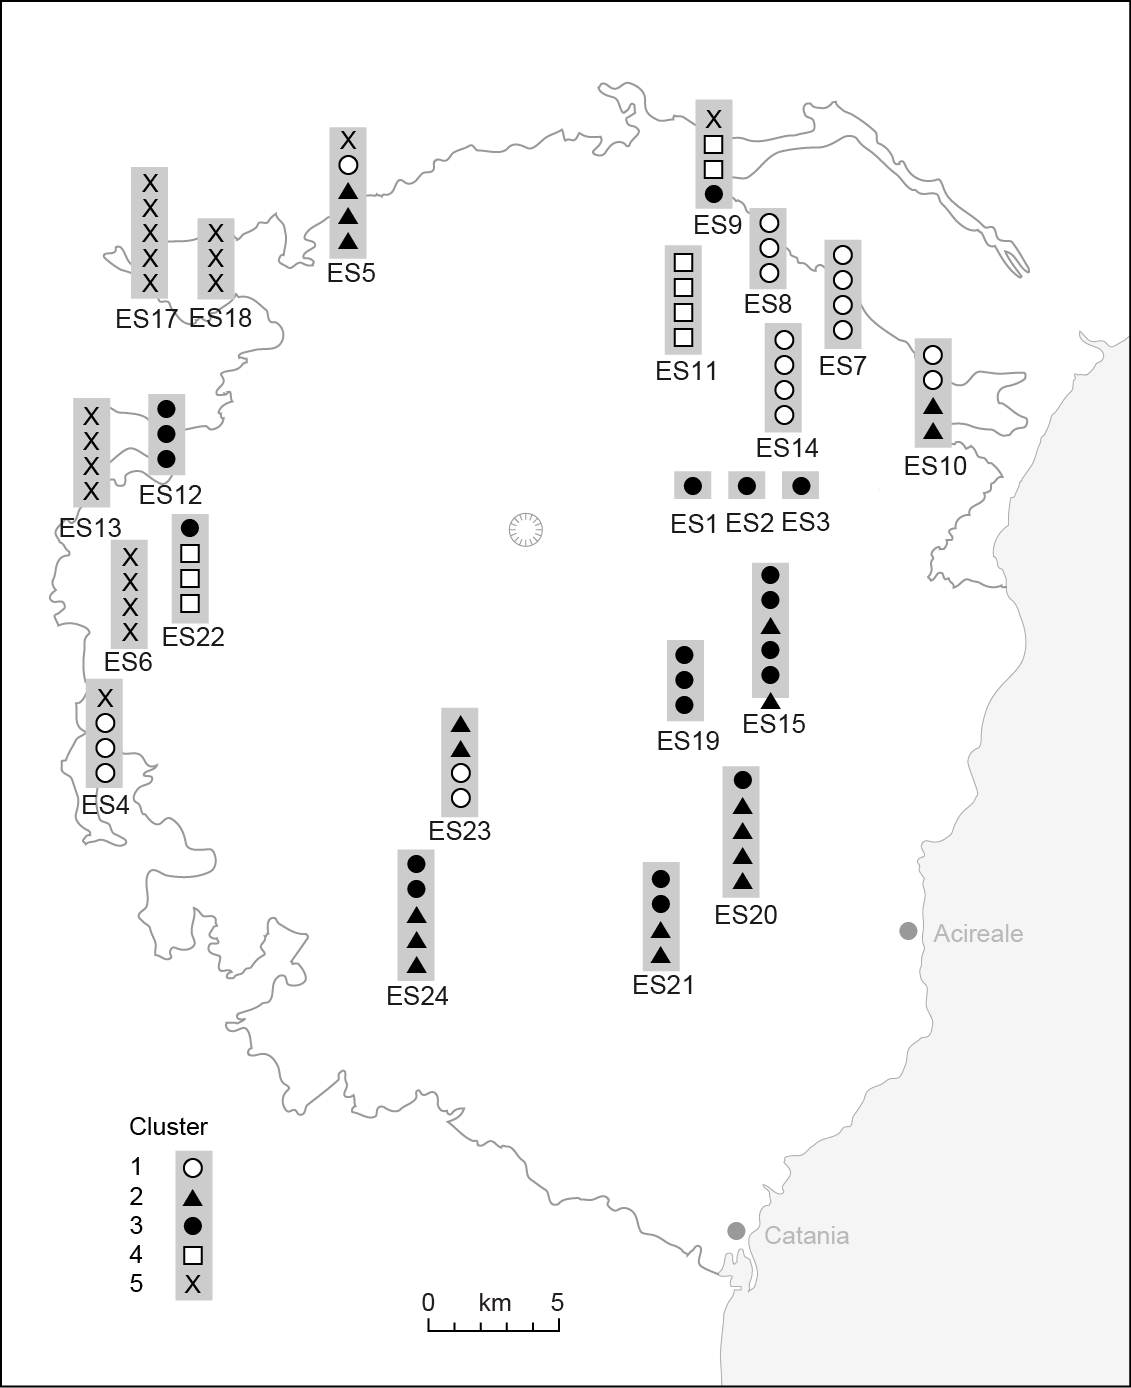 X
X
X
X
X
X
X
X
X
X
X
ES9
ES5
ES8
ES17
ES18
ES7
ES11
ES14
ES10
X
X
X
X
ES12
ES13
ES1
ES2
ES3
X
X
X
X
ES22
ES6
X
ES15
ES19
ES4
ES23
ES20
Acireale
ES21
ES24
Cluster
1
2
3
4
5
X
Catania
0 km 5